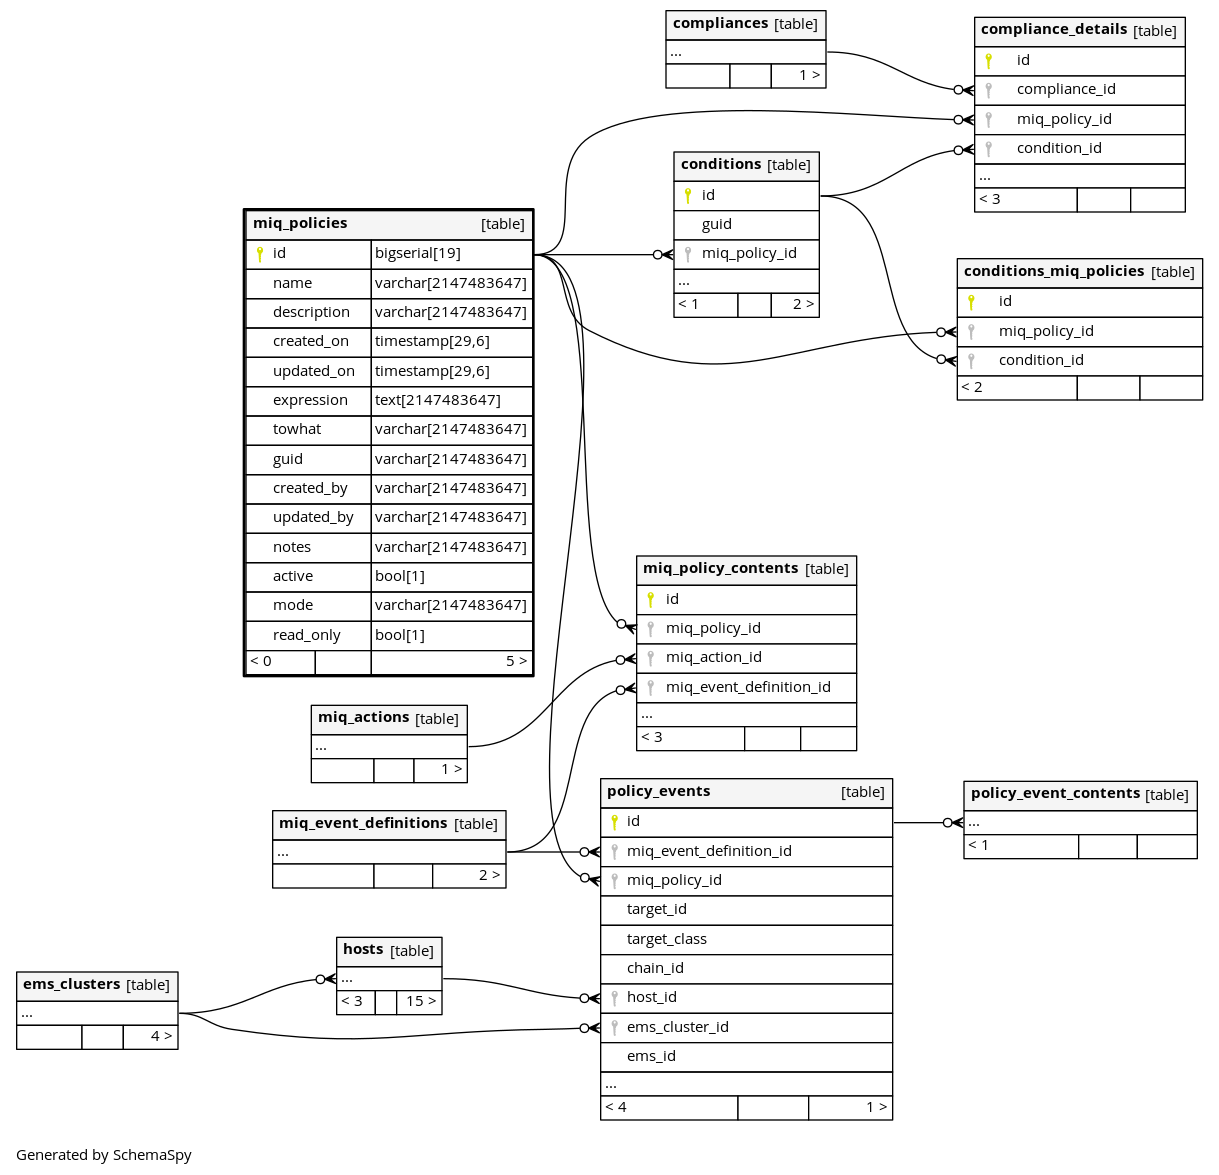 compliances [table]
...
1 >
compliance_details [table]
id
compliance_id
miq_policy_id
condition_id
...
< 3
conditions [table]
id
guid
miq_policy_id
...
< 1 2 >
miq_policies [table]
id bigserial[19]
name varchar[2147483647]
description varchar[2147483647]
created_on timestamp[29,6]
updated_on timestamp[29,6]
expression text[2147483647]
towhat varchar[2147483647]
guid varchar[2147483647]
created_by varchar[2147483647]
updated_by varchar[2147483647]
notes varchar[2147483647]
active bool[1]
mode varchar[2147483647]
read_only bool[1]
< 0 5 >
conditions_miq_policies [table]
id
miq_policy_id
condition_id
< 2
miq_policy_contents [table]
id
miq_policy_id
miq_action_id
miq_event_definition_id
...
< 3
miq_actions [table]
...
1 >
miq_event_definitions [table]
...
2 >
policy_events [table]
id
miq_event_definition_id
miq_policy_id
target_id
target_class
chain_id
host_id
ems_cluster_id
ems_id
...
< 4 1 >
policy_event_contents [table]
...
< 1
hosts [table]
...
< 3 15 >
ems_clusters [table]
...
4 >
Generated by SchemaSpy